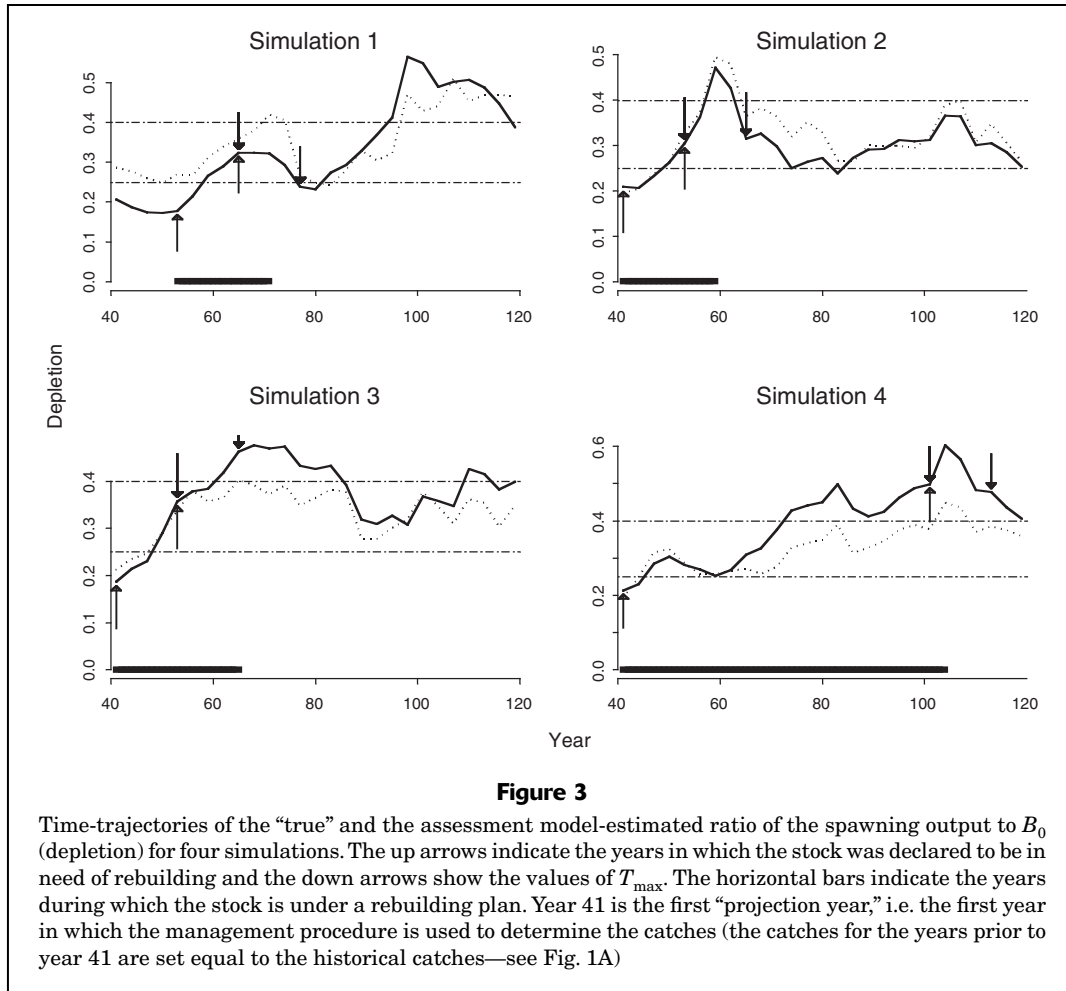 Simulation 1
Simulation 2
0.0 0.1 0.2 0.3 0.4 0.5
40 60 80 100 120
0.0 0.1 0.2 0.3 0.4 0.5
40 60 80 100 120
Depletion
Simulation 3
Simulation 4
0.0 0.1 0.2 0.3 0.4
40 60 80 100 120
0.0 0.2 0.4 0.6
40 60 80 100 120
Year
Figure 3
Time-trajectories of the “true” and the assessment model-estimated ratio of the spawning output to B0
(depletion) for four simulations. The up arrows indicate the years in which the stock was declared to be in
need of rebuilding and the down arrows show the values of Tmax. The horizontal bars indicate the years
during which the stock is under a rebuilding plan. Year 41 is the first “projection year,” i.e. the first year
in which the management procedure is used to determine the catches (the catches for the years prior to
year 41 are set equal to the historical catches—see Fig. 1A)